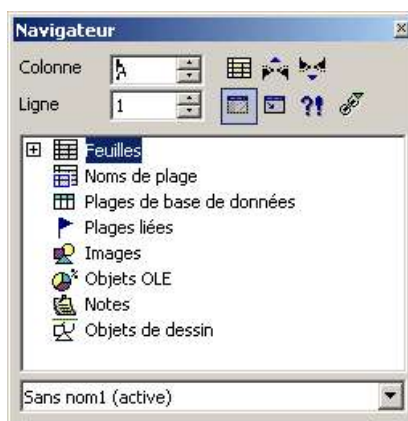 Navigateur
Colonne A
Ligne 1
Feuilles
Noms de plage
Plages de base de données
Plages liées
Images
Objets OLE
Notes
Objets de dessin
Sans nom1 (active)